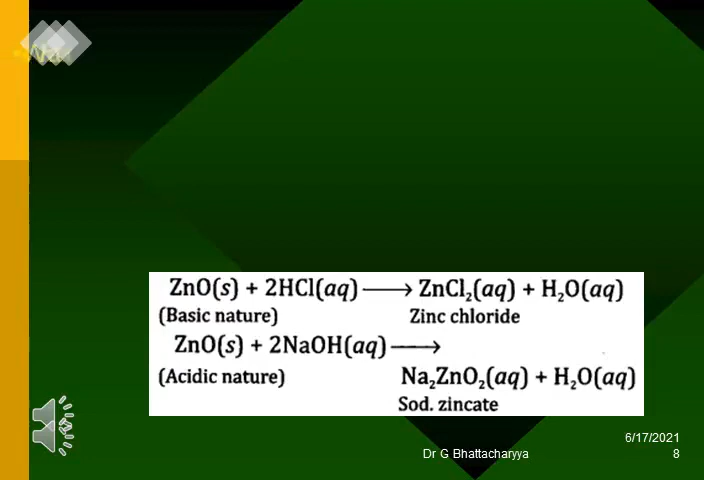 ZnO(s) + 2HCl(aq) ⟶ ZnCl₂(aq) + H₂O(aq)
(Basic nature) Zinc chloride
ZnO(s) + 2NaOH(aq) ⟶
(Acidic nature) Na₂ZnO₂(aq) + H₂O(aq)
Sod. zincate
6/17/2021
Dr G Bhattacharyya 8